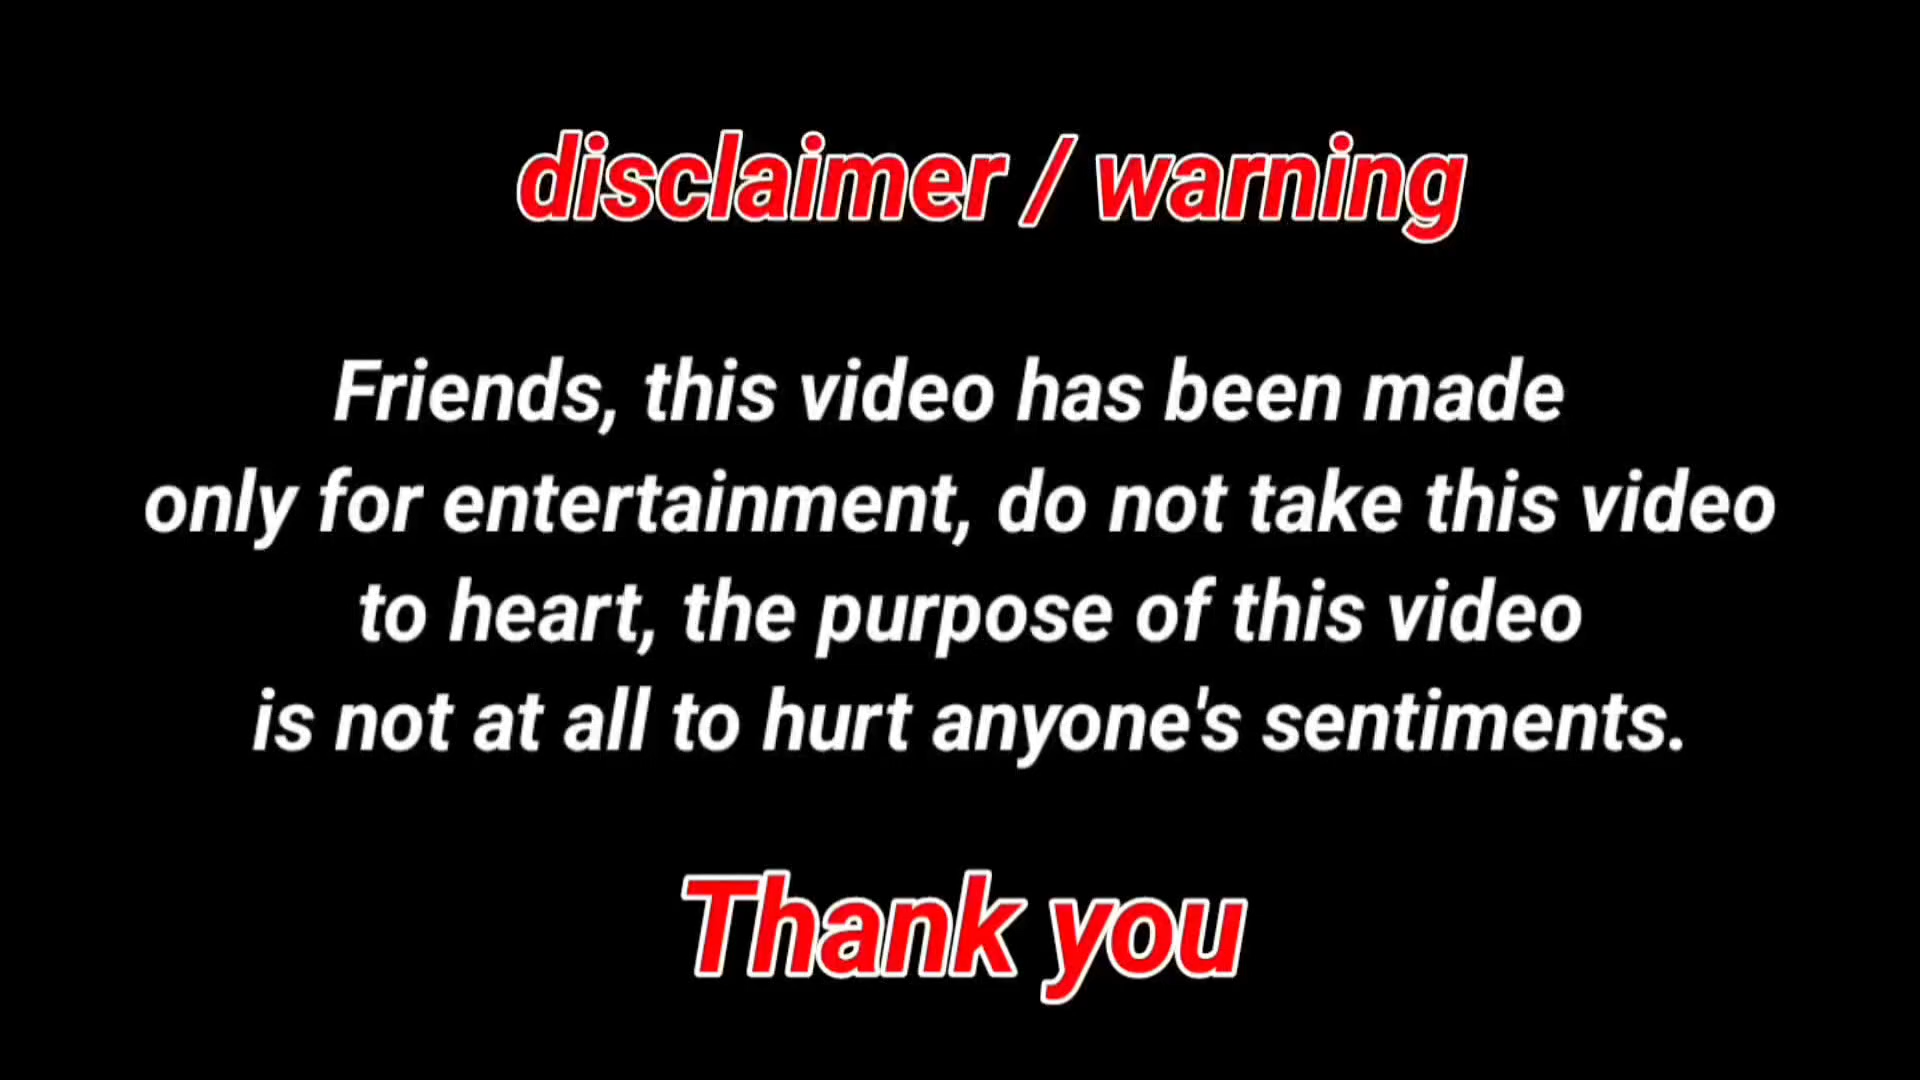 disclaimer / warning
Friends, this video has been made
only for entertainment, do not take this video
to heart, the purpose of this video
is not at all to hurt anyone's sentiments.
Thank you